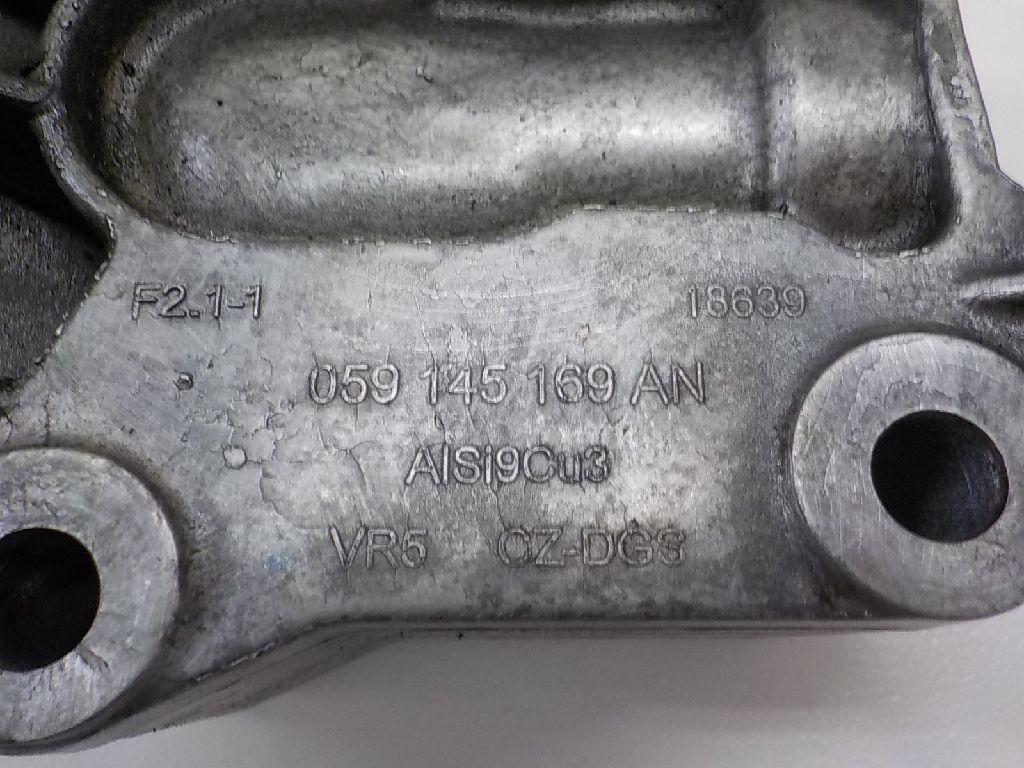 F2.1-1 18639
059 145 169 AN
AlSi9Cu3
VR5 CZ-DGS